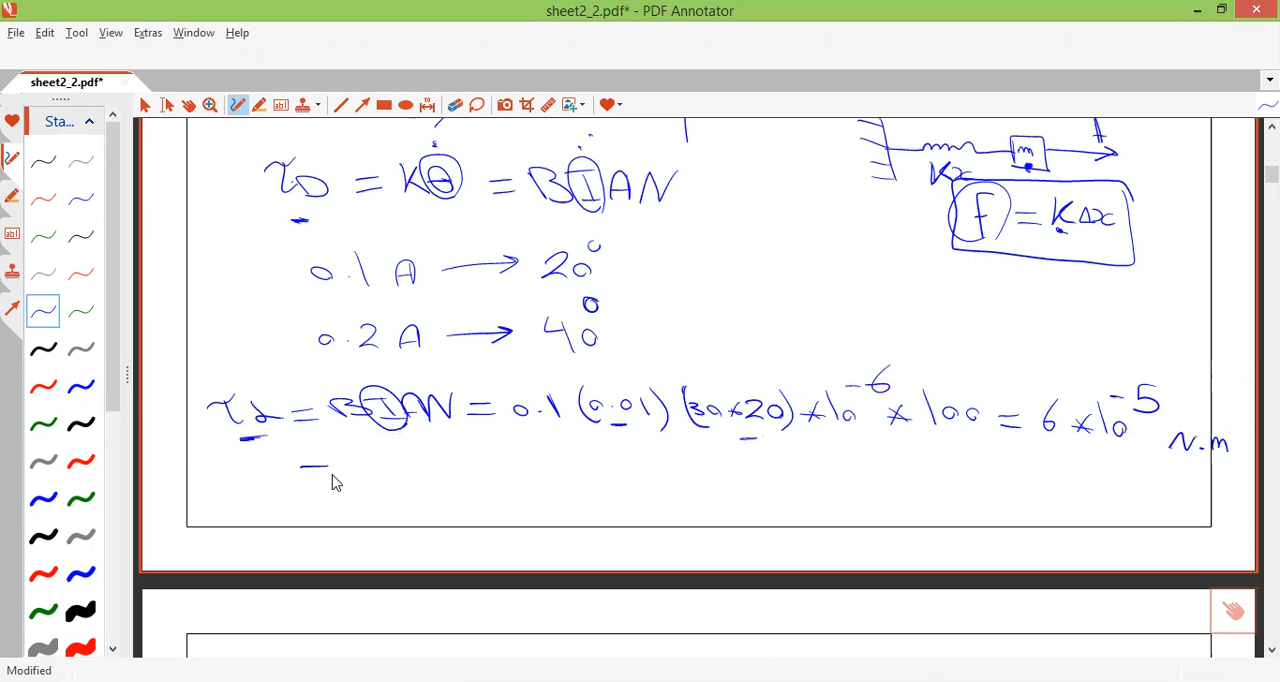 sheet2_2.pdf* - PDF Annotator
File Edit Tool View Extras Window Help
sheet2_2.pdf*
Sta...
τD = Kθ = BIAN
m
Kx
F = KΔx
0.1 A → 20°
0.2 A → 40°
τd = BIAN = 0.1 (0.01) (30×20) × 10⁻⁶ × 100 = 6 × 10⁻⁵ N.m
=
Modified